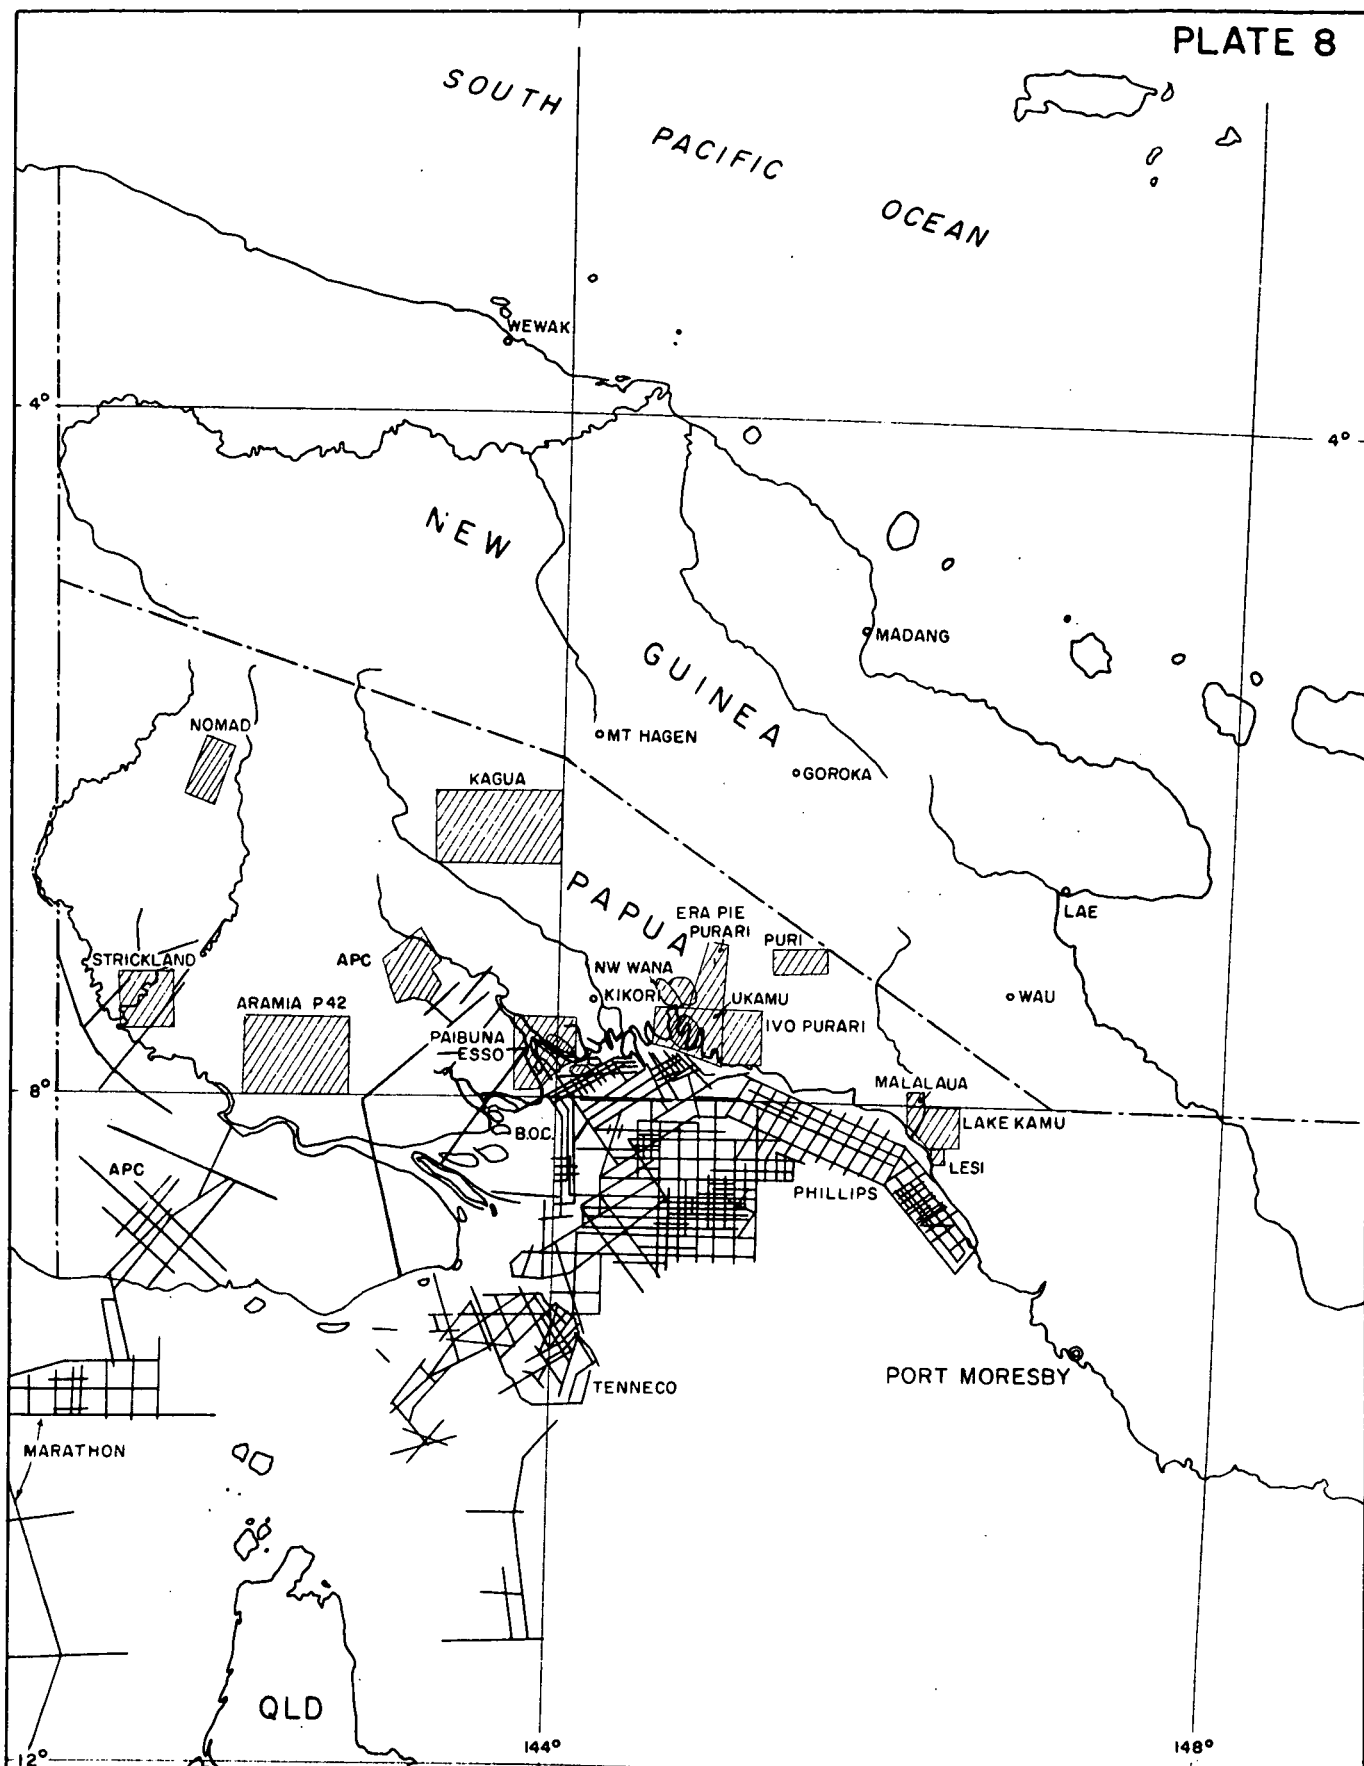 PLATE 8
SOUTH
PACIFIC
OCEAN
WEWAK
4°
4°
NEW
MADANG
GUINEA
NOMAD
MT HAGEN
KAGUA
GOROKA
PAPUA
LAE
ERA PIE
PURARI
PURI
STRICKLAND
APC
NW WANA
KIKORI
WAU
ARAMIA P42
UKAMU
IVO PURARI
PAIBUNA
ESSO
8°
MALALAUA
LAKE KAMU
B.O.C.
APC
LESI
PHILLIPS
PORT MORESBY
TENNECO
MARATHON
QLD
12°
144°
148°